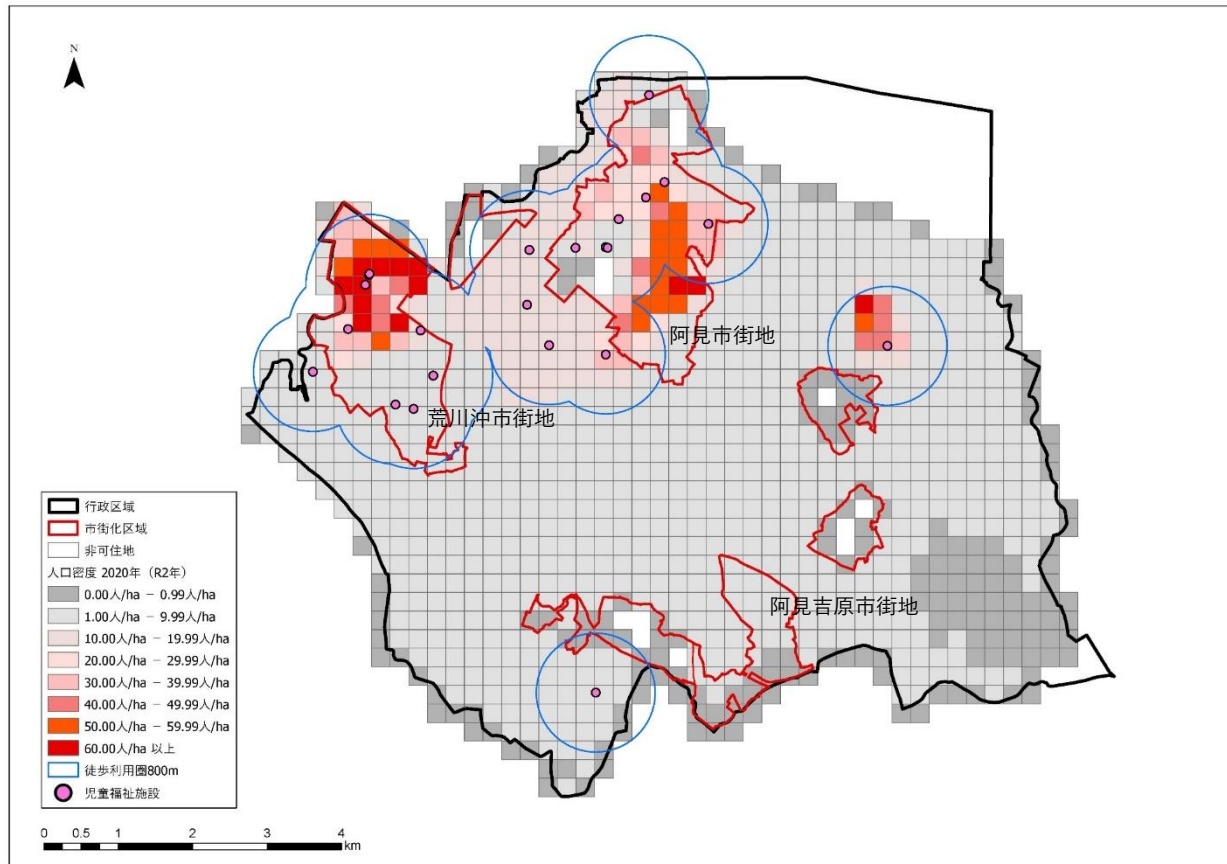 N
阿見市街地
荒川沖市街地
阿見吉原市街地
行政区域
市街化区域
非可住地
人口密度 2020年（R2年）
0.00人/ha － 0.99人/ha
1.00人/ha － 9.99人/ha
10.00人/ha － 19.99人/ha
20.00人/ha － 29.99人/ha
30.00人/ha － 39.99人/ha
40.00人/ha － 49.99人/ha
50.00人/ha － 59.99人/ha
60.00人/ha 以上
徒歩利用圏800m
児童福祉施設
0 0.5 1 2 3 4
km